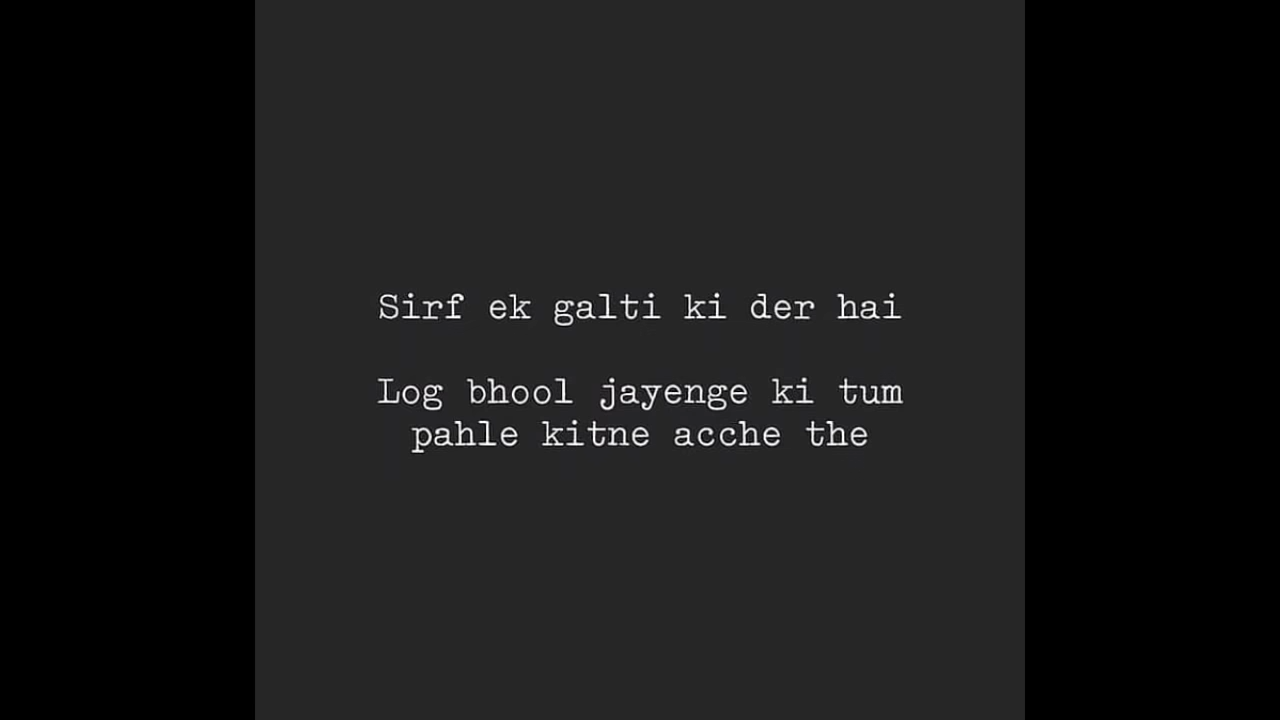 Sirf ek galti ki der hai
Log bhool jayenge ki tum
pahle kitne acche the